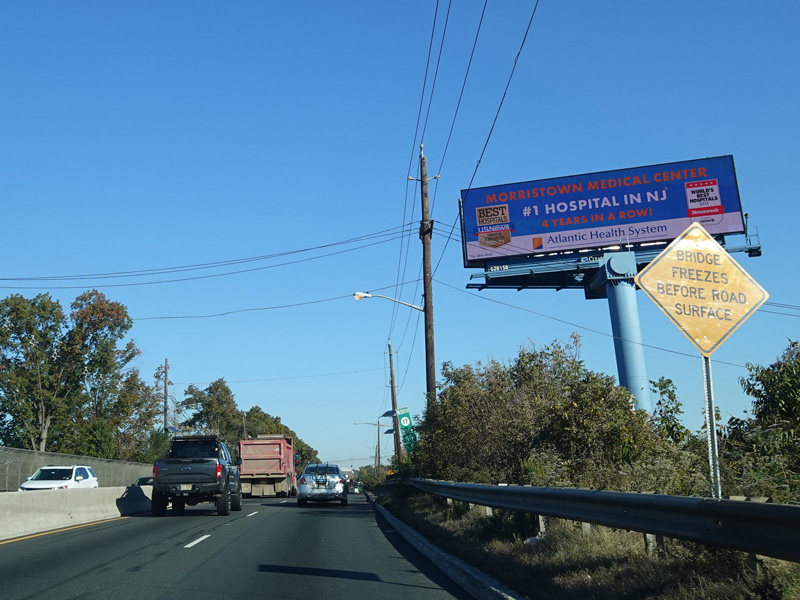 MORRISTOWN MEDICAL CENTER
#1 HOSPITAL IN NJ
4 YEARS IN A ROW!
Atlantic Health System
BEST
HOSPITALS
U.S. News
WORLD'S
BEST
HOSPITALS
Newsweek
BRIDGE
FREEZES
BEFORE ROAD
SURFACE